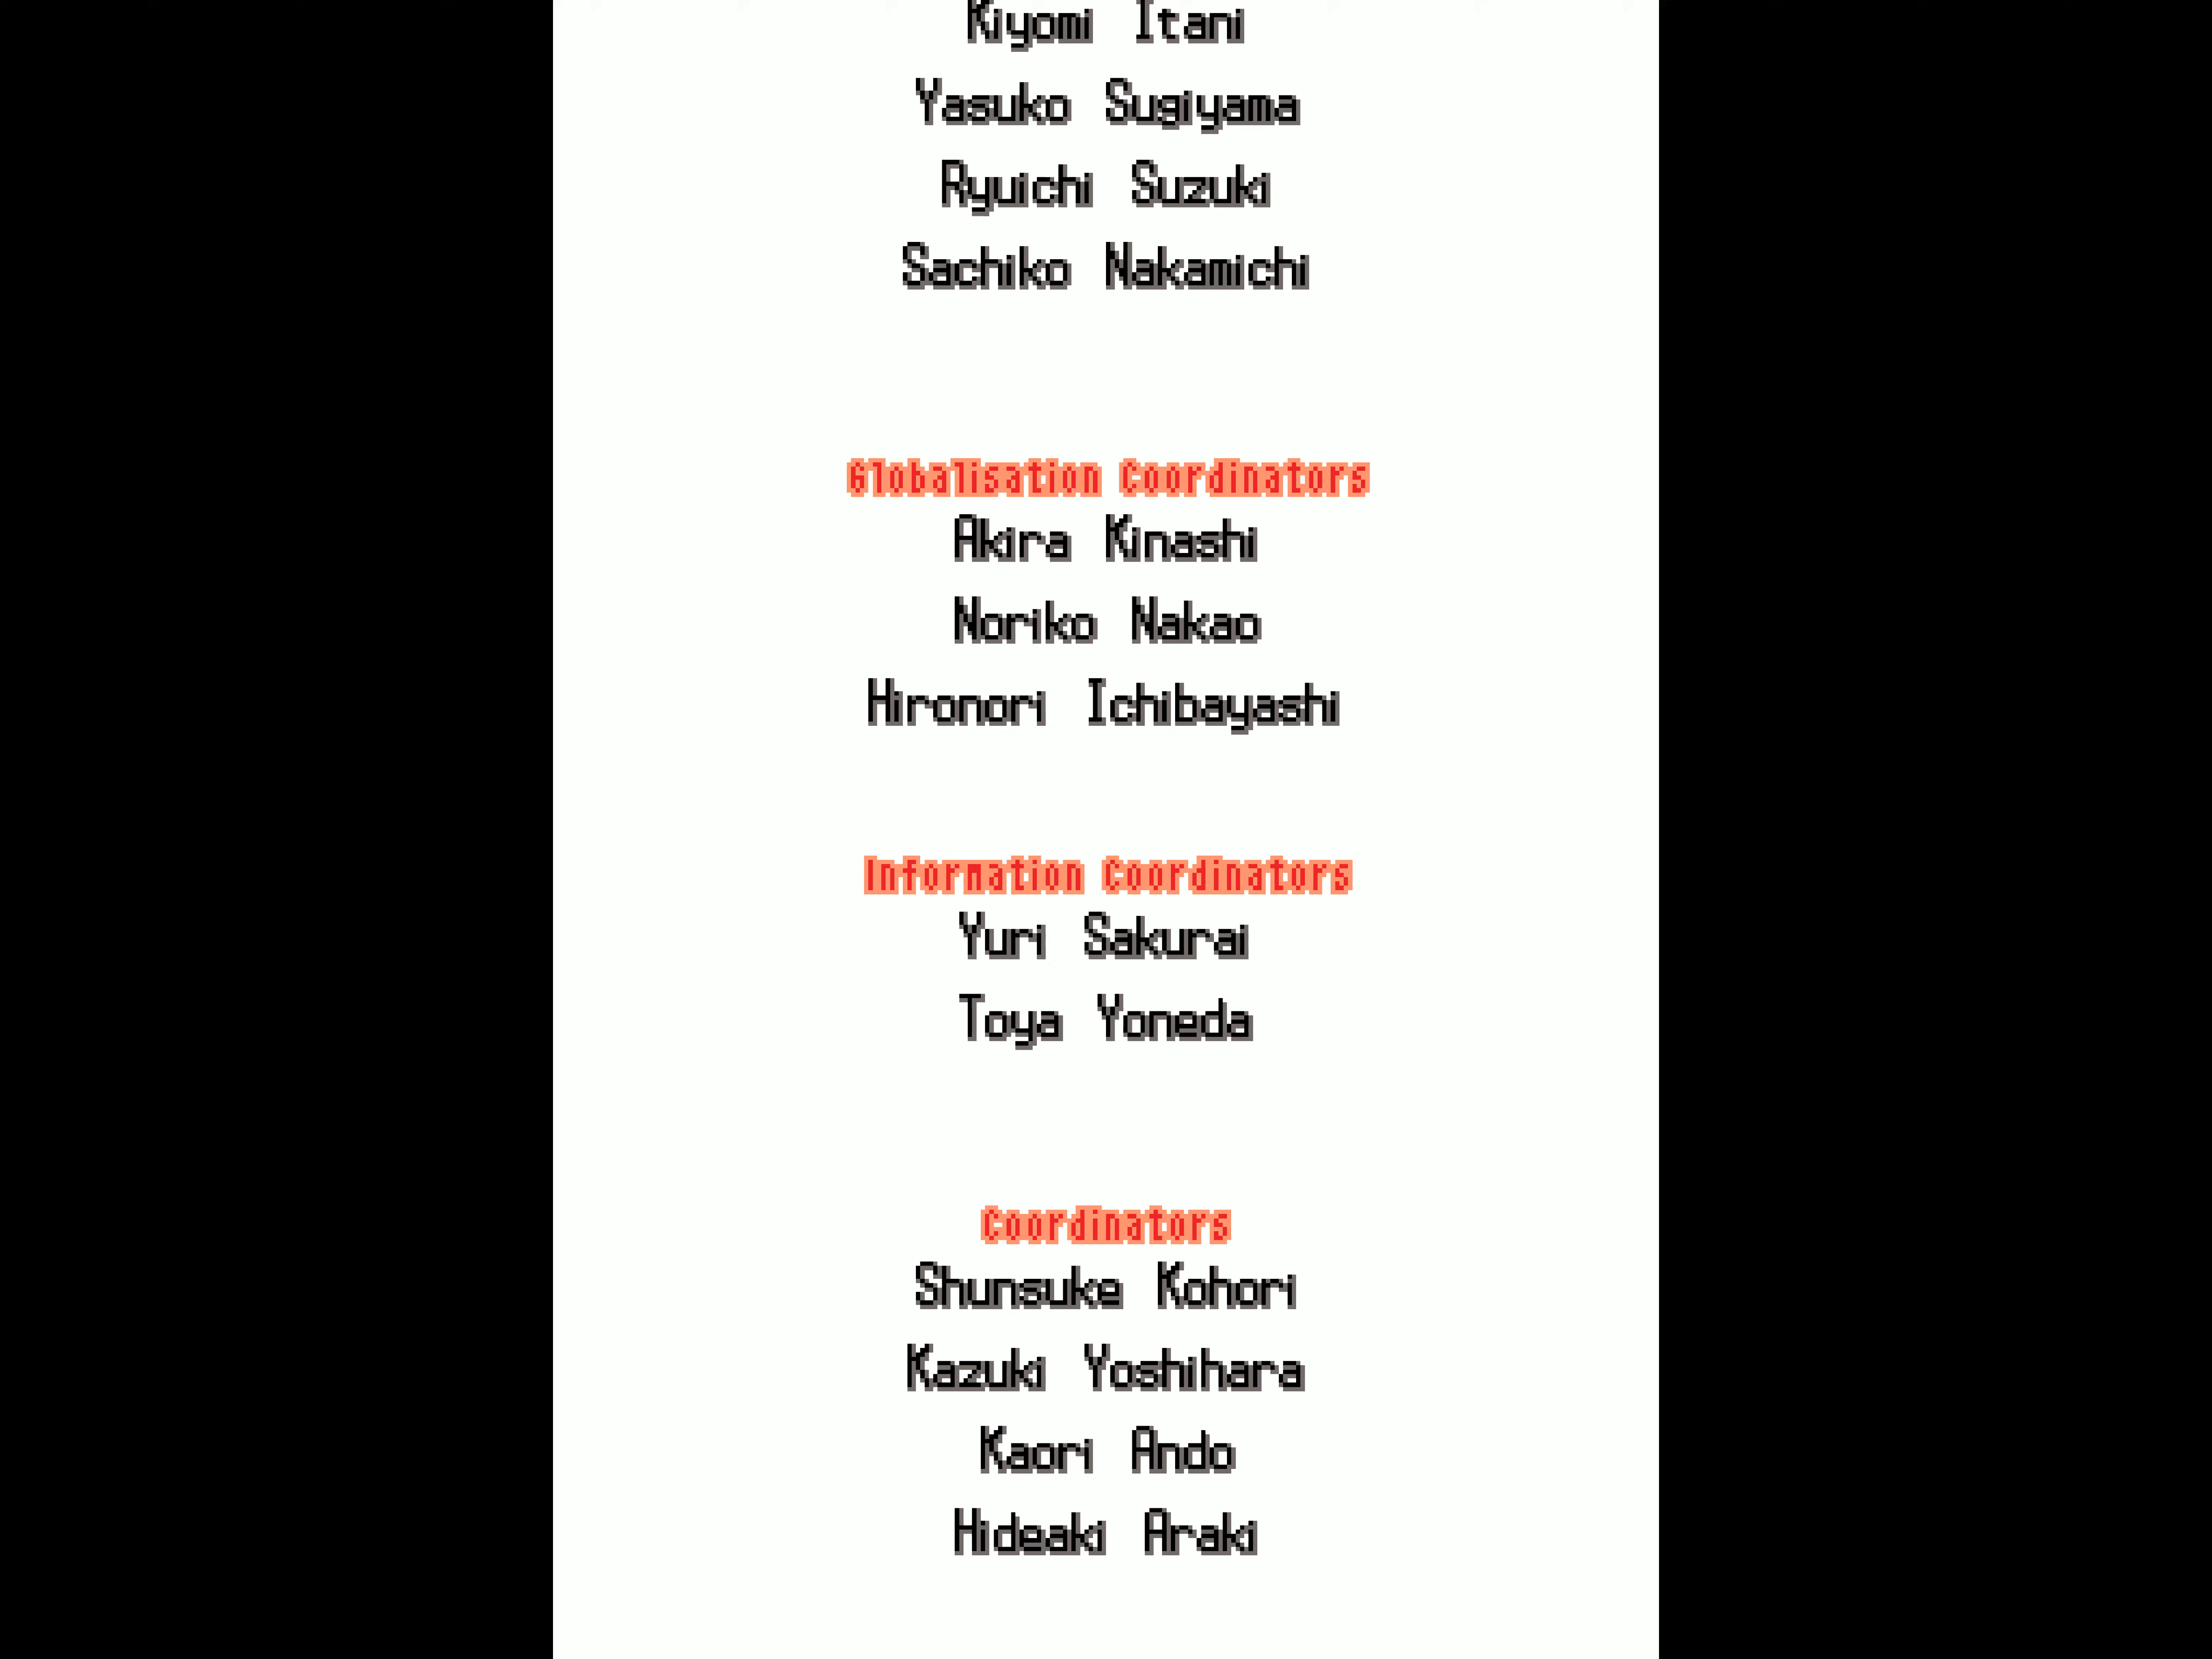 Kiyomi Itani
Yasuko Sugiyama
Ryuichi Suzuki
Sachiko Nakamichi
Globalisation Coordinators
Akira Kinashi
Noriko Nakao
Hironori Ichibayashi
Information Coordinators
Yuri Sakurai
Toya Yoneda
Coordinators
Shunsuke Kohori
Kazuki Yoshihara
Kaori Ando
Hideaki Araki